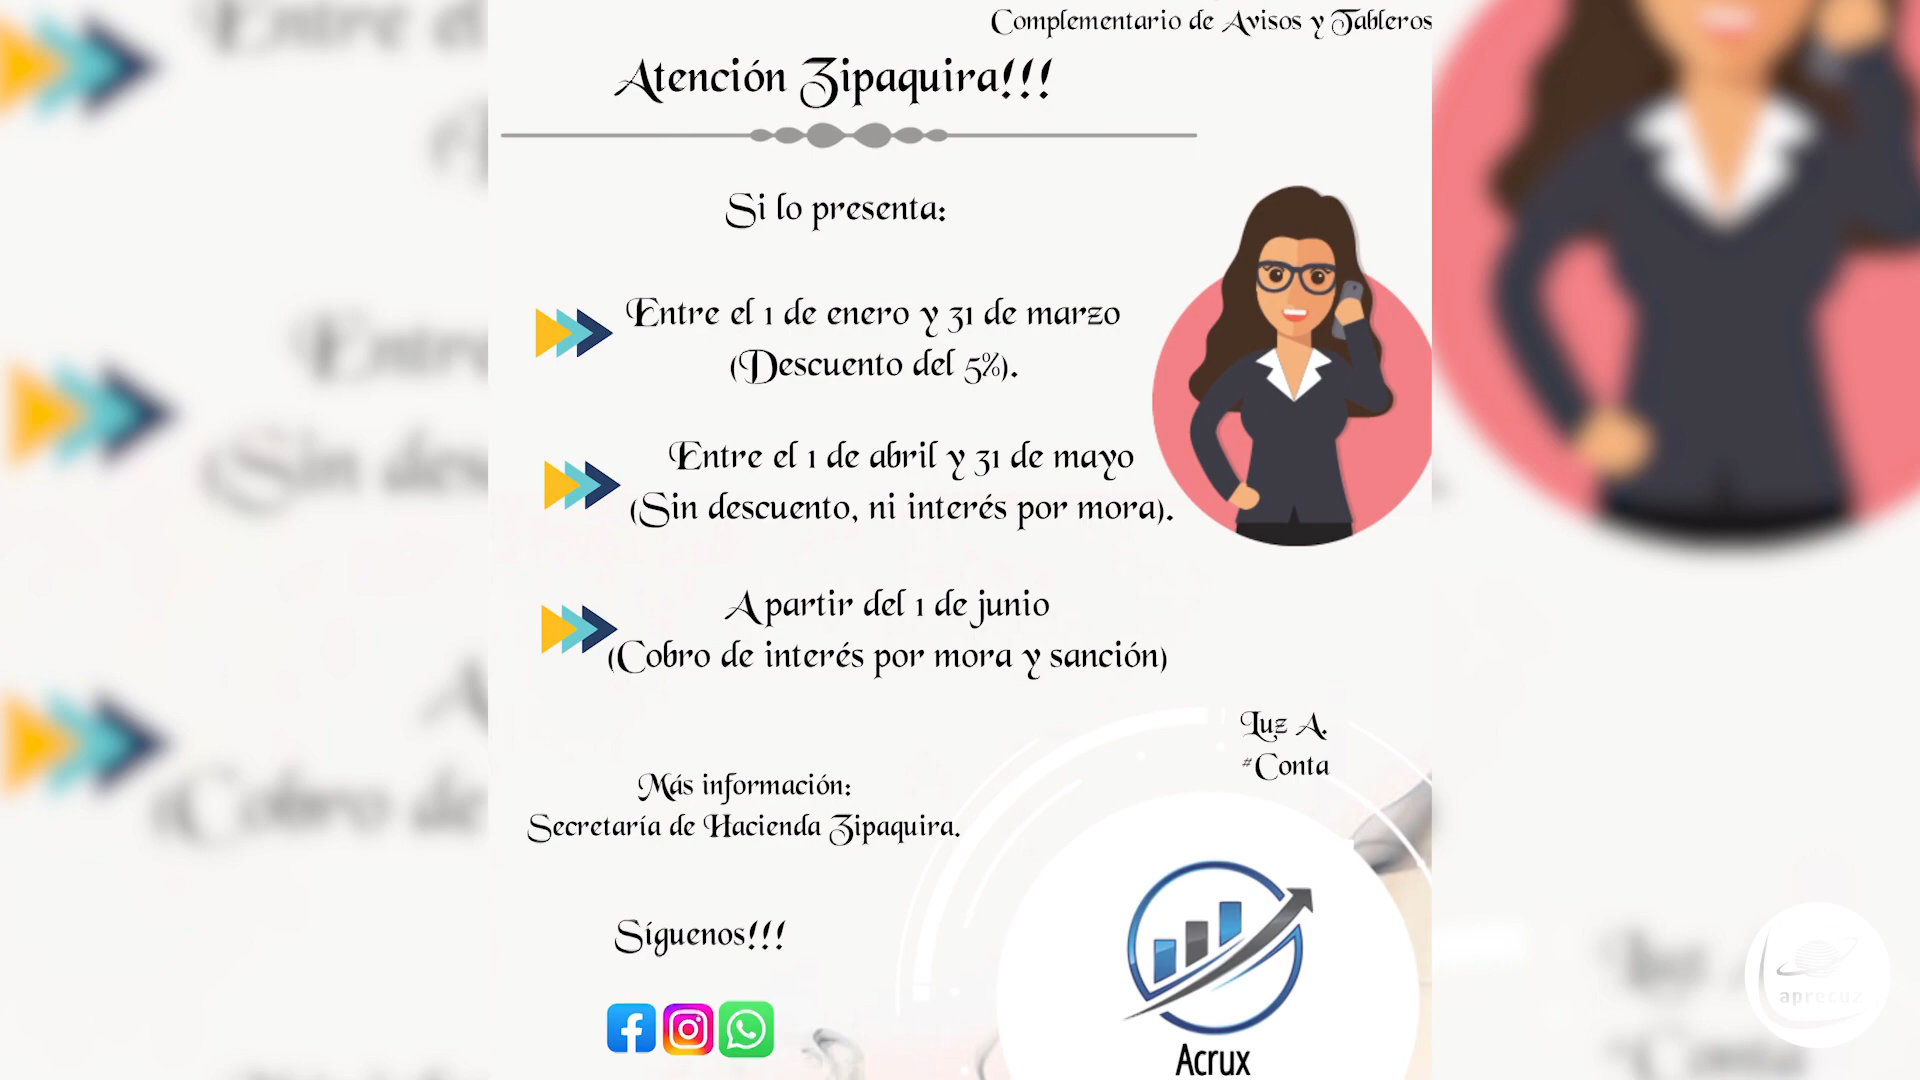 Complementario de Avisos y Tableros
Atención Zipaquira!!!
Si lo presenta:
Entre el 1 de enero y 31 de marzo
(Descuento del 5%).
Entre el 1 de abril y 31 de mayo
(Sin descuento, ni interés por mora).
A partir del 1 de junio
(Cobro de interés por mora y sanción)
Luz A.
#Conta
Más información:
Secretaría de Hacienda Zipaquira.
Síguenos!!!
Acrux
aprecuz